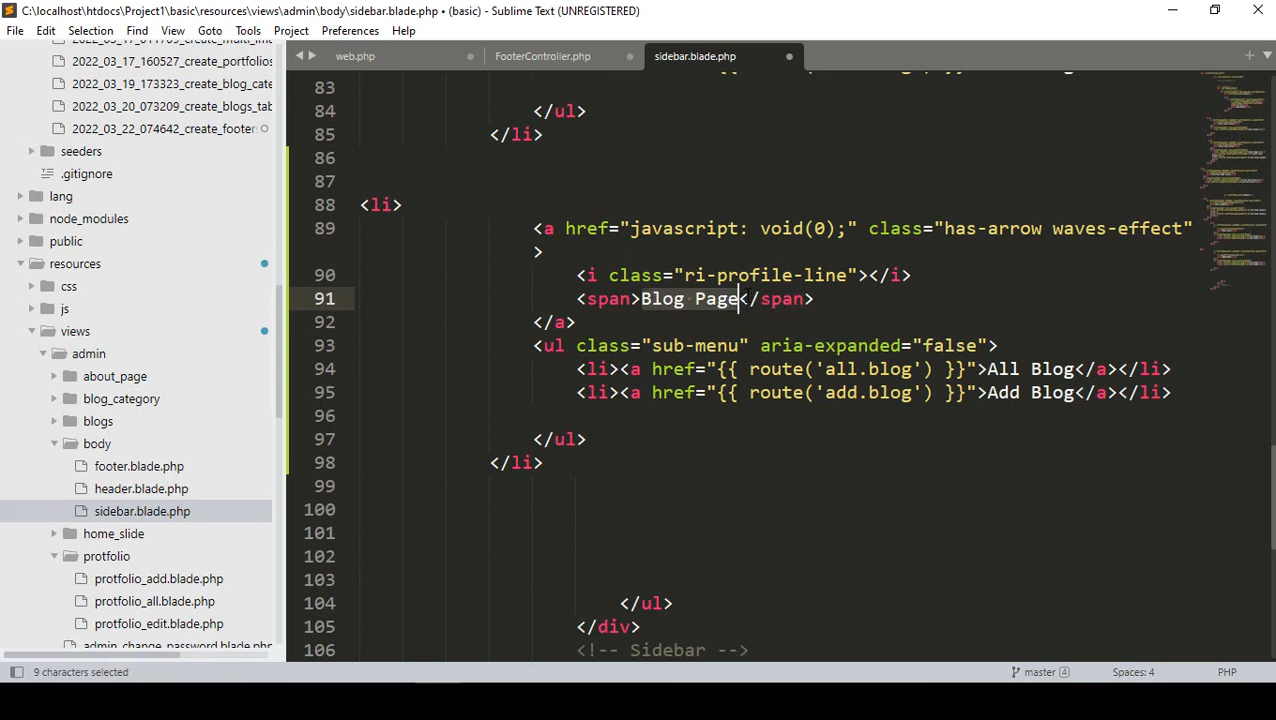 C:\localhost\htdocs\Project1\basic\resources\views\admin\body\sidebar.blade.php • (basic) - Sublime Text (UNREGISTERED)
File Edit Selection Find View Goto Tools Project Preferences Help
web.php FooterController.php sidebar.blade.php
2022_03_17_160527_create_portfolios
2022_03_19_173323_create_blog_cate
2022_03_20_073209_create_blogs_tab
2022_03_22_074642_create_footer
seeders
.gitignore
lang
node_modules
public
resources
css
js
views
admin
about_page
blog_category
blogs
body
footer.blade.php
header.blade.php
sidebar.blade.php
home_slide
protfolio
protfolio_add.blade.php
protfolio_all.blade.php
protfolio_edit.blade.php
admin_change_password.blade.php
83
84 </ul>
85 </li>
86
87
88 <li>
89 <a href="javascript: void(0);" class="has-arrow waves-effect"
>
90 <i class="ri-profile-line"></i>
91 <span>Blog Page</span>
92 </a>
93 <ul class="sub-menu" aria-expanded="false">
94 <li><a href="{{ route('all.blog') }}">All Blog</a></li>
95 <li><a href="{{ route('add.blog') }}">Add Blog</a></li>
96
97 </ul>
98 </li>
99
100
101
102
103
104 </ul>
105 </div>
106 <!-- Sidebar -->
9 characters selected master 4 Spaces: 4 PHP